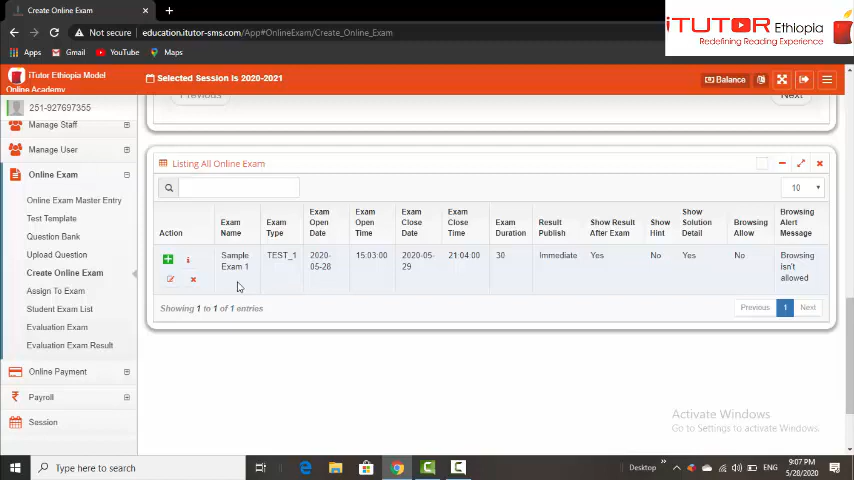 Create Online Exam
Not secure education.itutor-sms.com/App#OnlineExam/Create_Online_Exam
Apps Gmail YouTube Maps
iTUTOR Ethiopia
Redefining Reading Experience
iTutor Ethiopia Model
Online Academy
Selected Session Is 2020-2021
Balance
251-927697355
Manage Staff
Manage User
Online Exam
Online Exam Master Entry
Test Template
Question Bank
Upload Question
Create Online Exam
Assign To Exam
Student Exam List
Evaluation Exam
Evaluation Exam Result
Online Payment
Payroll
Session
Previous Next
Listing All Online Exam
10
Action
Exam Name
Exam Type
Exam Open Date
Exam Open Time
Exam Close Date
Exam Close Time
Exam Duration
Result Publish
Show Result After Exam
Show Hint
Show Solution Detail
Browsing Allow
Browsing Alert Message
Sample Exam 1
TEST_1
2020-05-28
15:03:00
2020-05-29
21:04:00
30
Immediate
Yes
No
Yes
No
Browsing isn't allowed
Showing 1 to 1 of 1 entries
Previous 1 Next
Activate Windows
Go to Settings to activate Windows.
Type here to search
Desktop
ENG
9:07 PM
5/28/2020